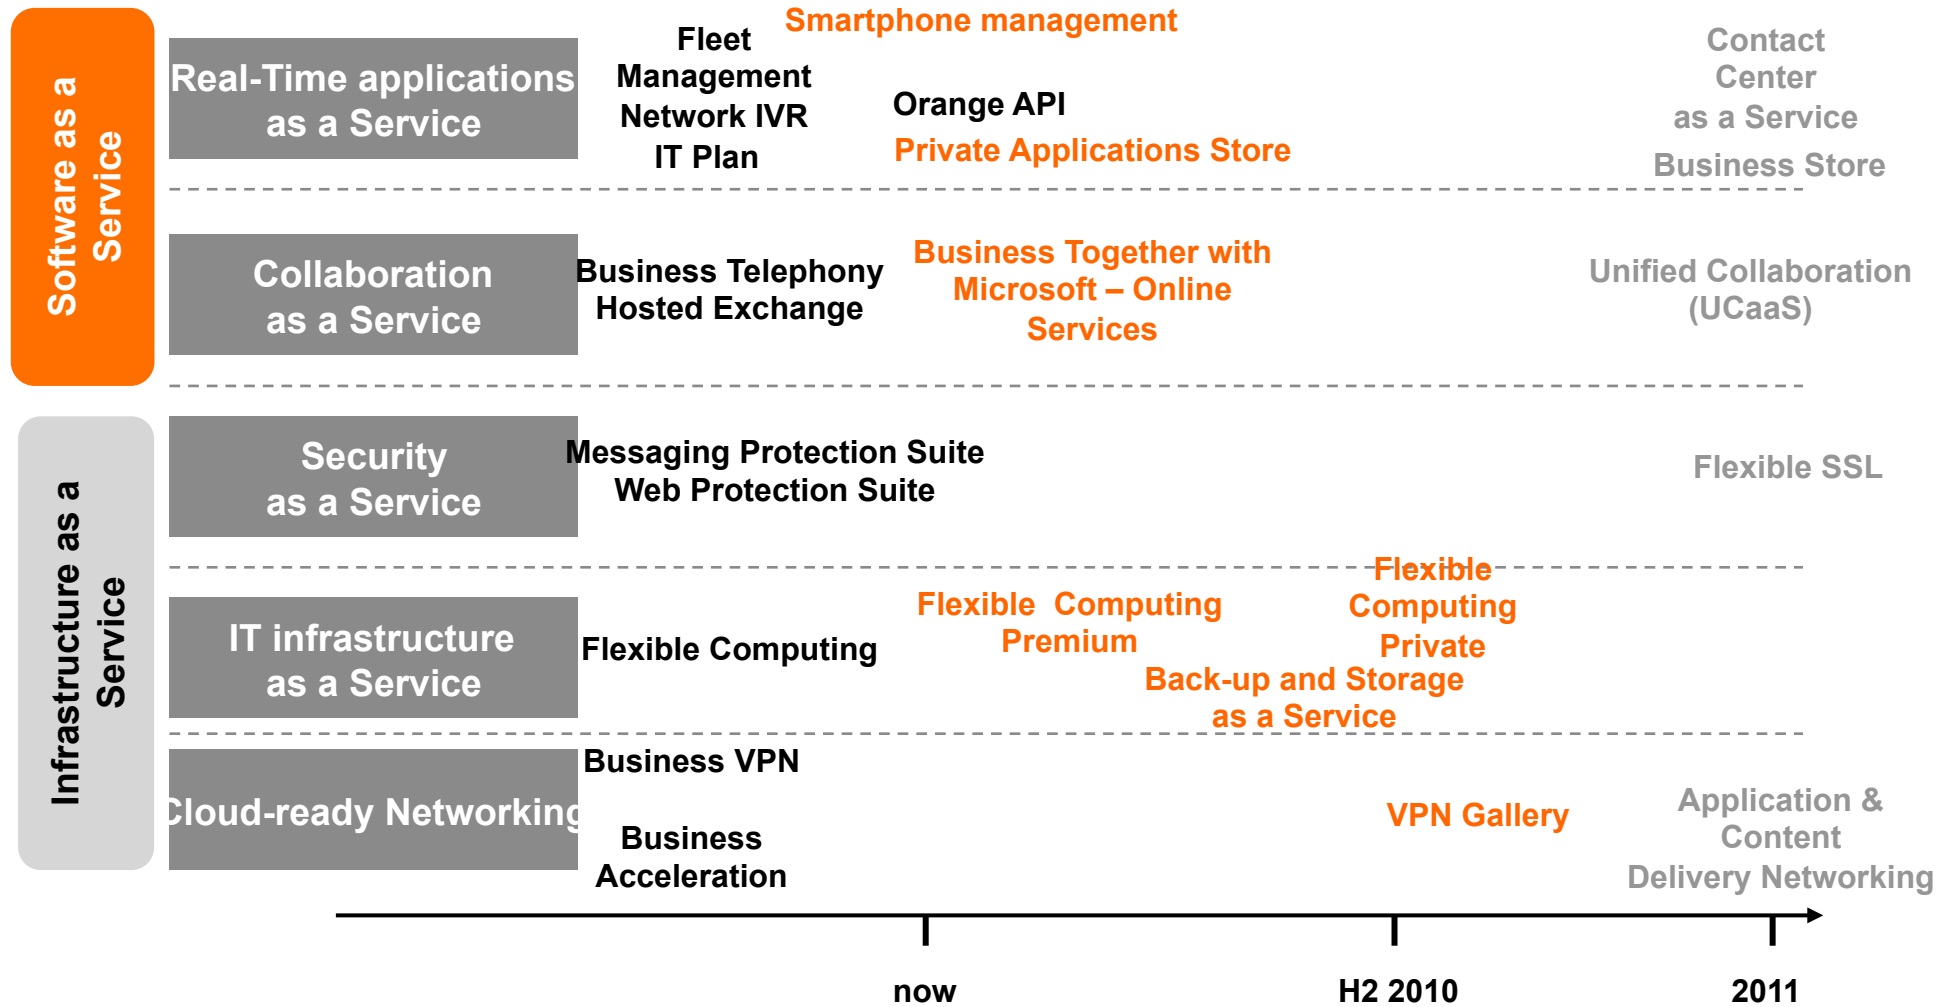 Software as a
Service
Real-Time applications
as a Service
Fleet
Management
Network IVR
IT Plan
Smartphone management
Orange API
Private Applications Store
Contact
Center
as a Service
Business Store
Collaboration
as a Service
Business Telephony
Hosted Exchange
Business Together with
Microsoft – Online
Services
Unified Collaboration
(UCaaS)
Infrastructure as a
Service
Security
as a Service
Messaging Protection Suite
Web Protection Suite
Flexible SSL
IT infrastructure
as a Service
Flexible Computing
Flexible  Computing
Premium
Flexible
Computing
Private
Back-up and Storage
as a Service
Cloud-ready Networking
Business VPN
Business
Acceleration
VPN Gallery
Application &
Content
Delivery Networking
now
H2 2010
2011